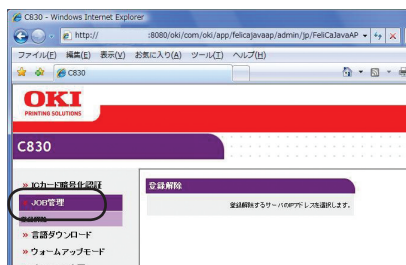 C830 - Windows Internet Explorer
http:// :8080/oki/com/oki/app/felicajavaap/admin/jp/FeliCaJavaAP
ファイル(F) 編集(E) 表示(V) お気に入り(A) ツール(T) ヘルプ(H)
C830
OKI
PRINTING SOLUTIONS
C830
» ICカード暗号化認証 登録解除
» JOB管理 登録解除するサーバのIPアドレスを選択します。
登録解除
» 言語ダウンロード
» ウォームアップモード